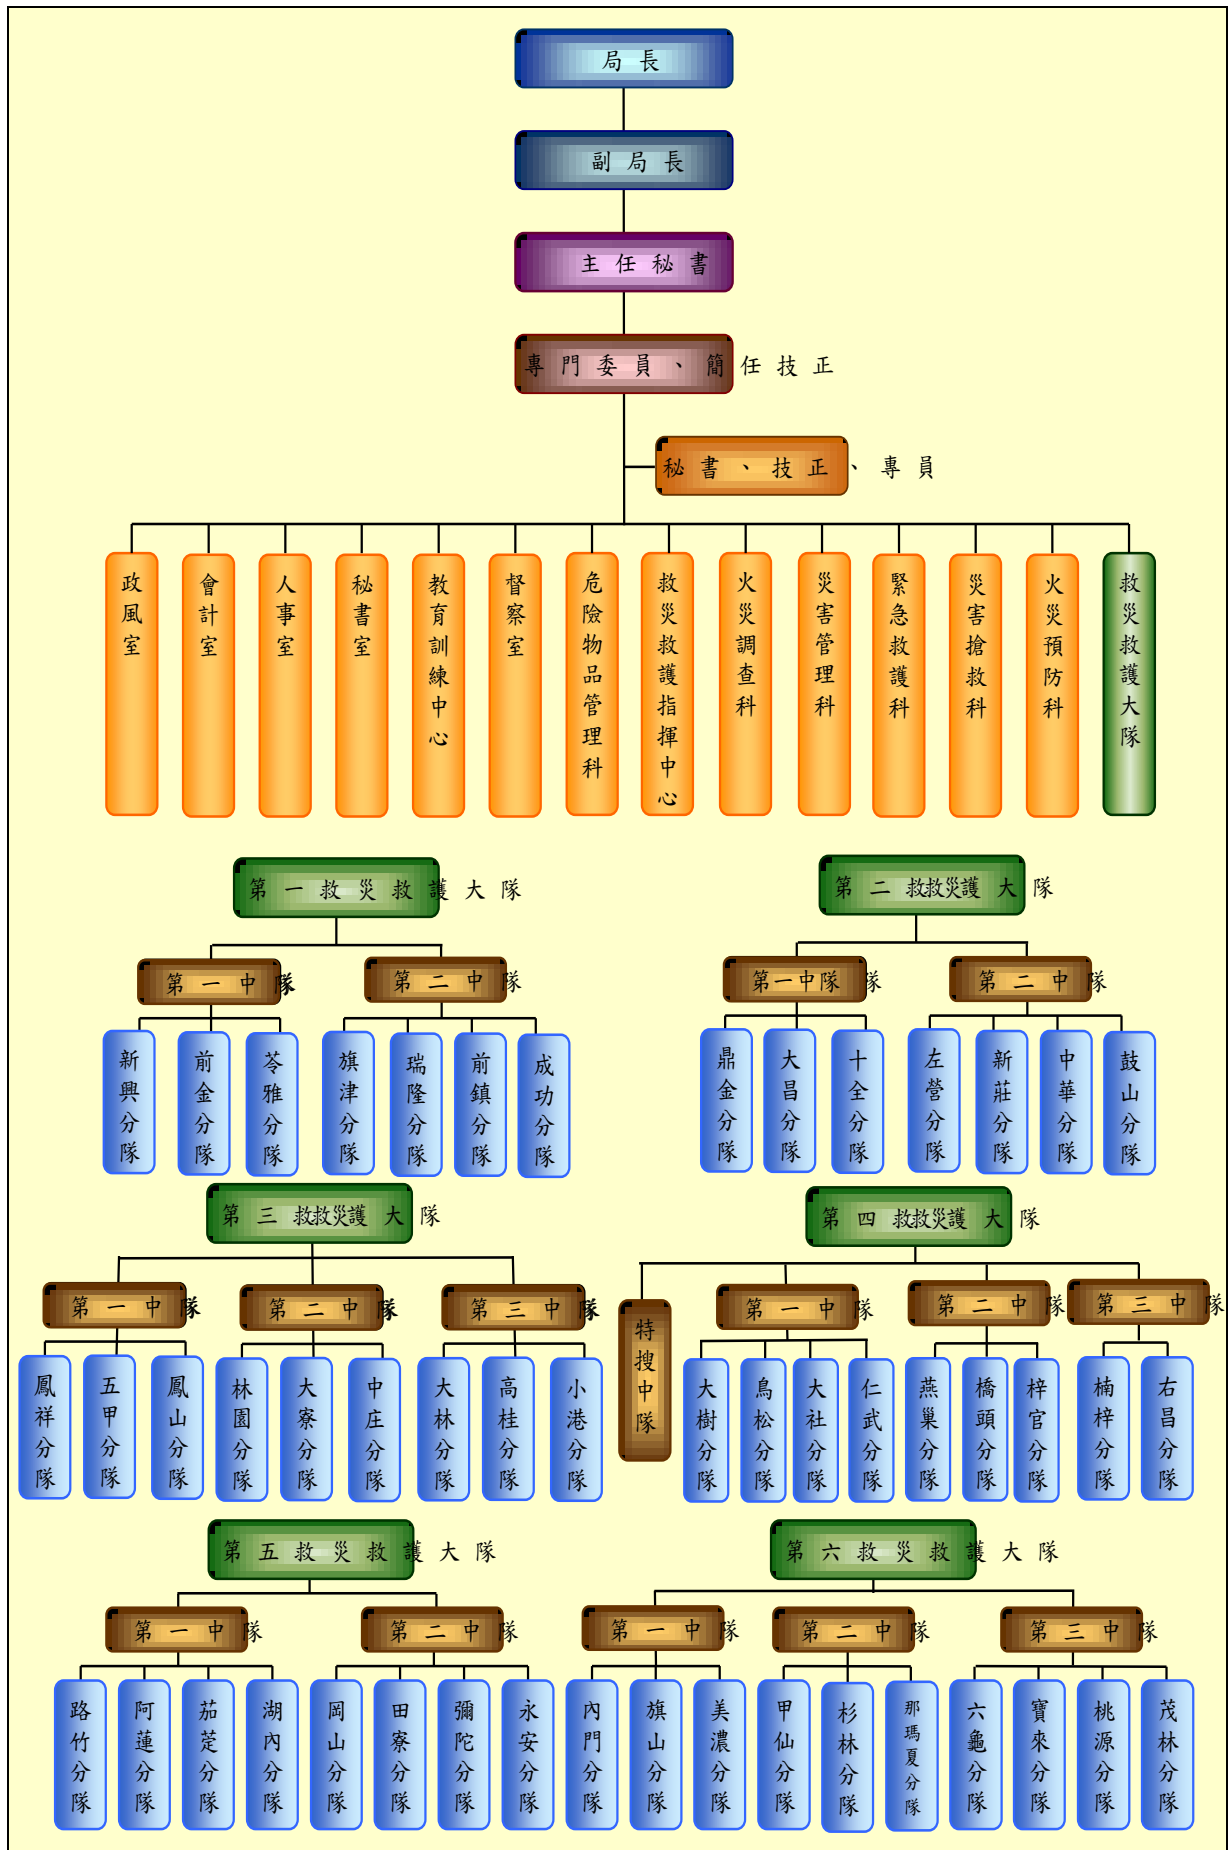 局長
副局長
主任秘書
專門委員、簡任技正
秘書、技正、專員
政風室
會計室
人事室
秘書室
教育訓練中心
督察室
危險物品管理科
救災救護指揮中心
火災調查科
災害管理科
緊急救護科
災害搶救科
火災預防科
救災救護大隊
第一救災救護大隊
第一中隊
第二中隊
新興分隊
前金分隊
苓雅分隊
旗津分隊
瑞隆分隊
前鎮分隊
成功分隊
第二救救災護大隊
第一中隊隊
第二中隊
鼎金分隊
大昌分隊
十全分隊
左營分隊
新莊分隊
中華分隊
鼓山分隊
第三救救災護大隊
第一中隊
第二中隊
第三中隊
鳳祥分隊
五甲分隊
鳳山分隊
林園分隊
大寮分隊
中庄分隊
大林分隊
高桂分隊
小港分隊
第四救救災護大隊
特搜中隊
第一中隊
第二中隊
第三中隊
大樹分隊
鳥松分隊
大社分隊
仁武分隊
燕巢分隊
橋頭分隊
梓官分隊
楠梓分隊
右昌分隊
第五救災救護大隊
第一中隊
第二中隊
路竹分隊
阿蓮分隊
茄萣分隊
湖內分隊
岡山分隊
田寮分隊
彌陀分隊
永安分隊
第六救災救護大隊
第一中隊
第二中隊
第三中隊
內門分隊
旗山分隊
美濃分隊
甲仙分隊
杉林分隊
那瑪夏分隊
六龜分隊
寶來分隊
桃源分隊
茂林分隊